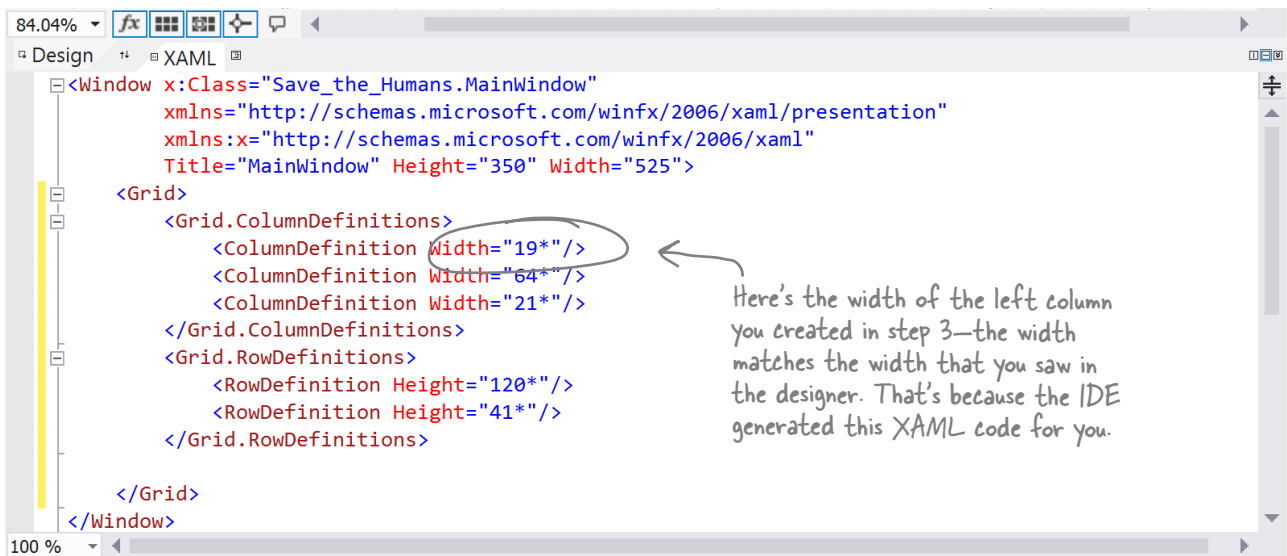 84.04%
Design XAML
<Window x:Class="Save_the_Humans.MainWindow"
xmlns="http://schemas.microsoft.com/winfx/2006/xaml/presentation"
xmlns:x="http://schemas.microsoft.com/winfx/2006/xaml"
Title="MainWindow" Height="350" Width="525">
<Grid>
<Grid.ColumnDefinitions>
<ColumnDefinition Width="19*"/>
<ColumnDefinition Width="64*"/>
<ColumnDefinition Width="21*"/>
</Grid.ColumnDefinitions>
<Grid.RowDefinitions>
<RowDefinition Height="120*"/>
<RowDefinition Height="41*"/>
</Grid.RowDefinitions>
</Grid>
</Window>
Here's the width of the left column
you created in step 3—the width
matches the width that you saw in
the designer. That's because the IDE
generated this XAML code for you.
100 %